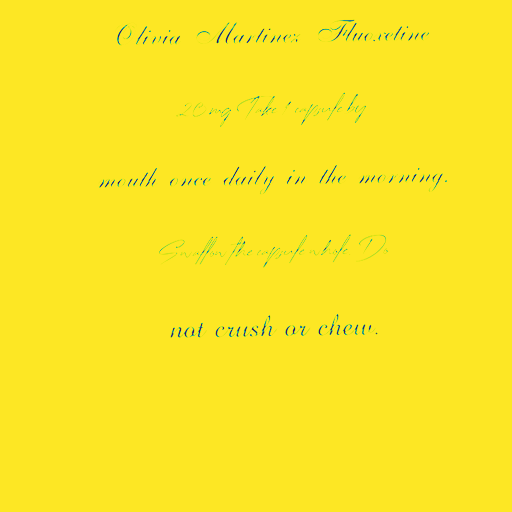 Olivia Martinez Fluoxetine
20 mg Take 1 capsule by
mouth once daily in the morning.
Swallow the capsule whole Do
not crush or chew.